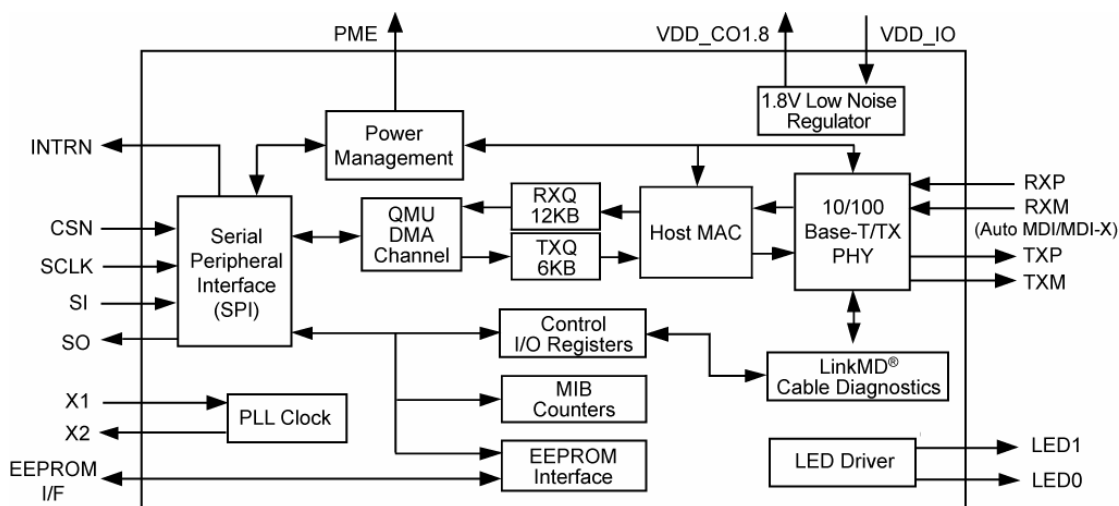 PME
VDD_CO1.8
VDD_IO
1.8V Low Noise
Regulator
Power
Management
INTRN
CSN
SCLK
SI
SO
Serial
Peripheral
Interface
(SPI)
QMU
DMA
Channel
RXQ
12KB
TXQ
6KB
Host MAC
10/100
Base-T/TX
PHY
RXP
RXM
(Auto MDI/MDI-X)
TXP
TXM
Control
I/O Registers
LinkMD®
Cable Diagnostics
MIB
Counters
X1
X2
PLL Clock
EEPROM
I/F
EEPROM
Interface
LED Driver
LED1
LED0